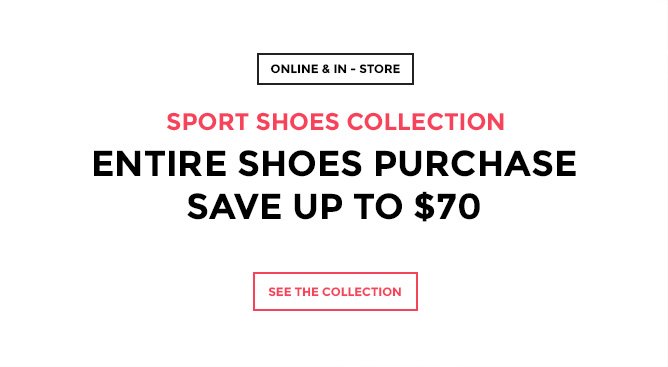 ONLINE & IN - STORE
SPORT SHOES COLLECTION
ENTIRE SHOES PURCHASE
SAVE UP TO $70
SEE THE COLLECTION